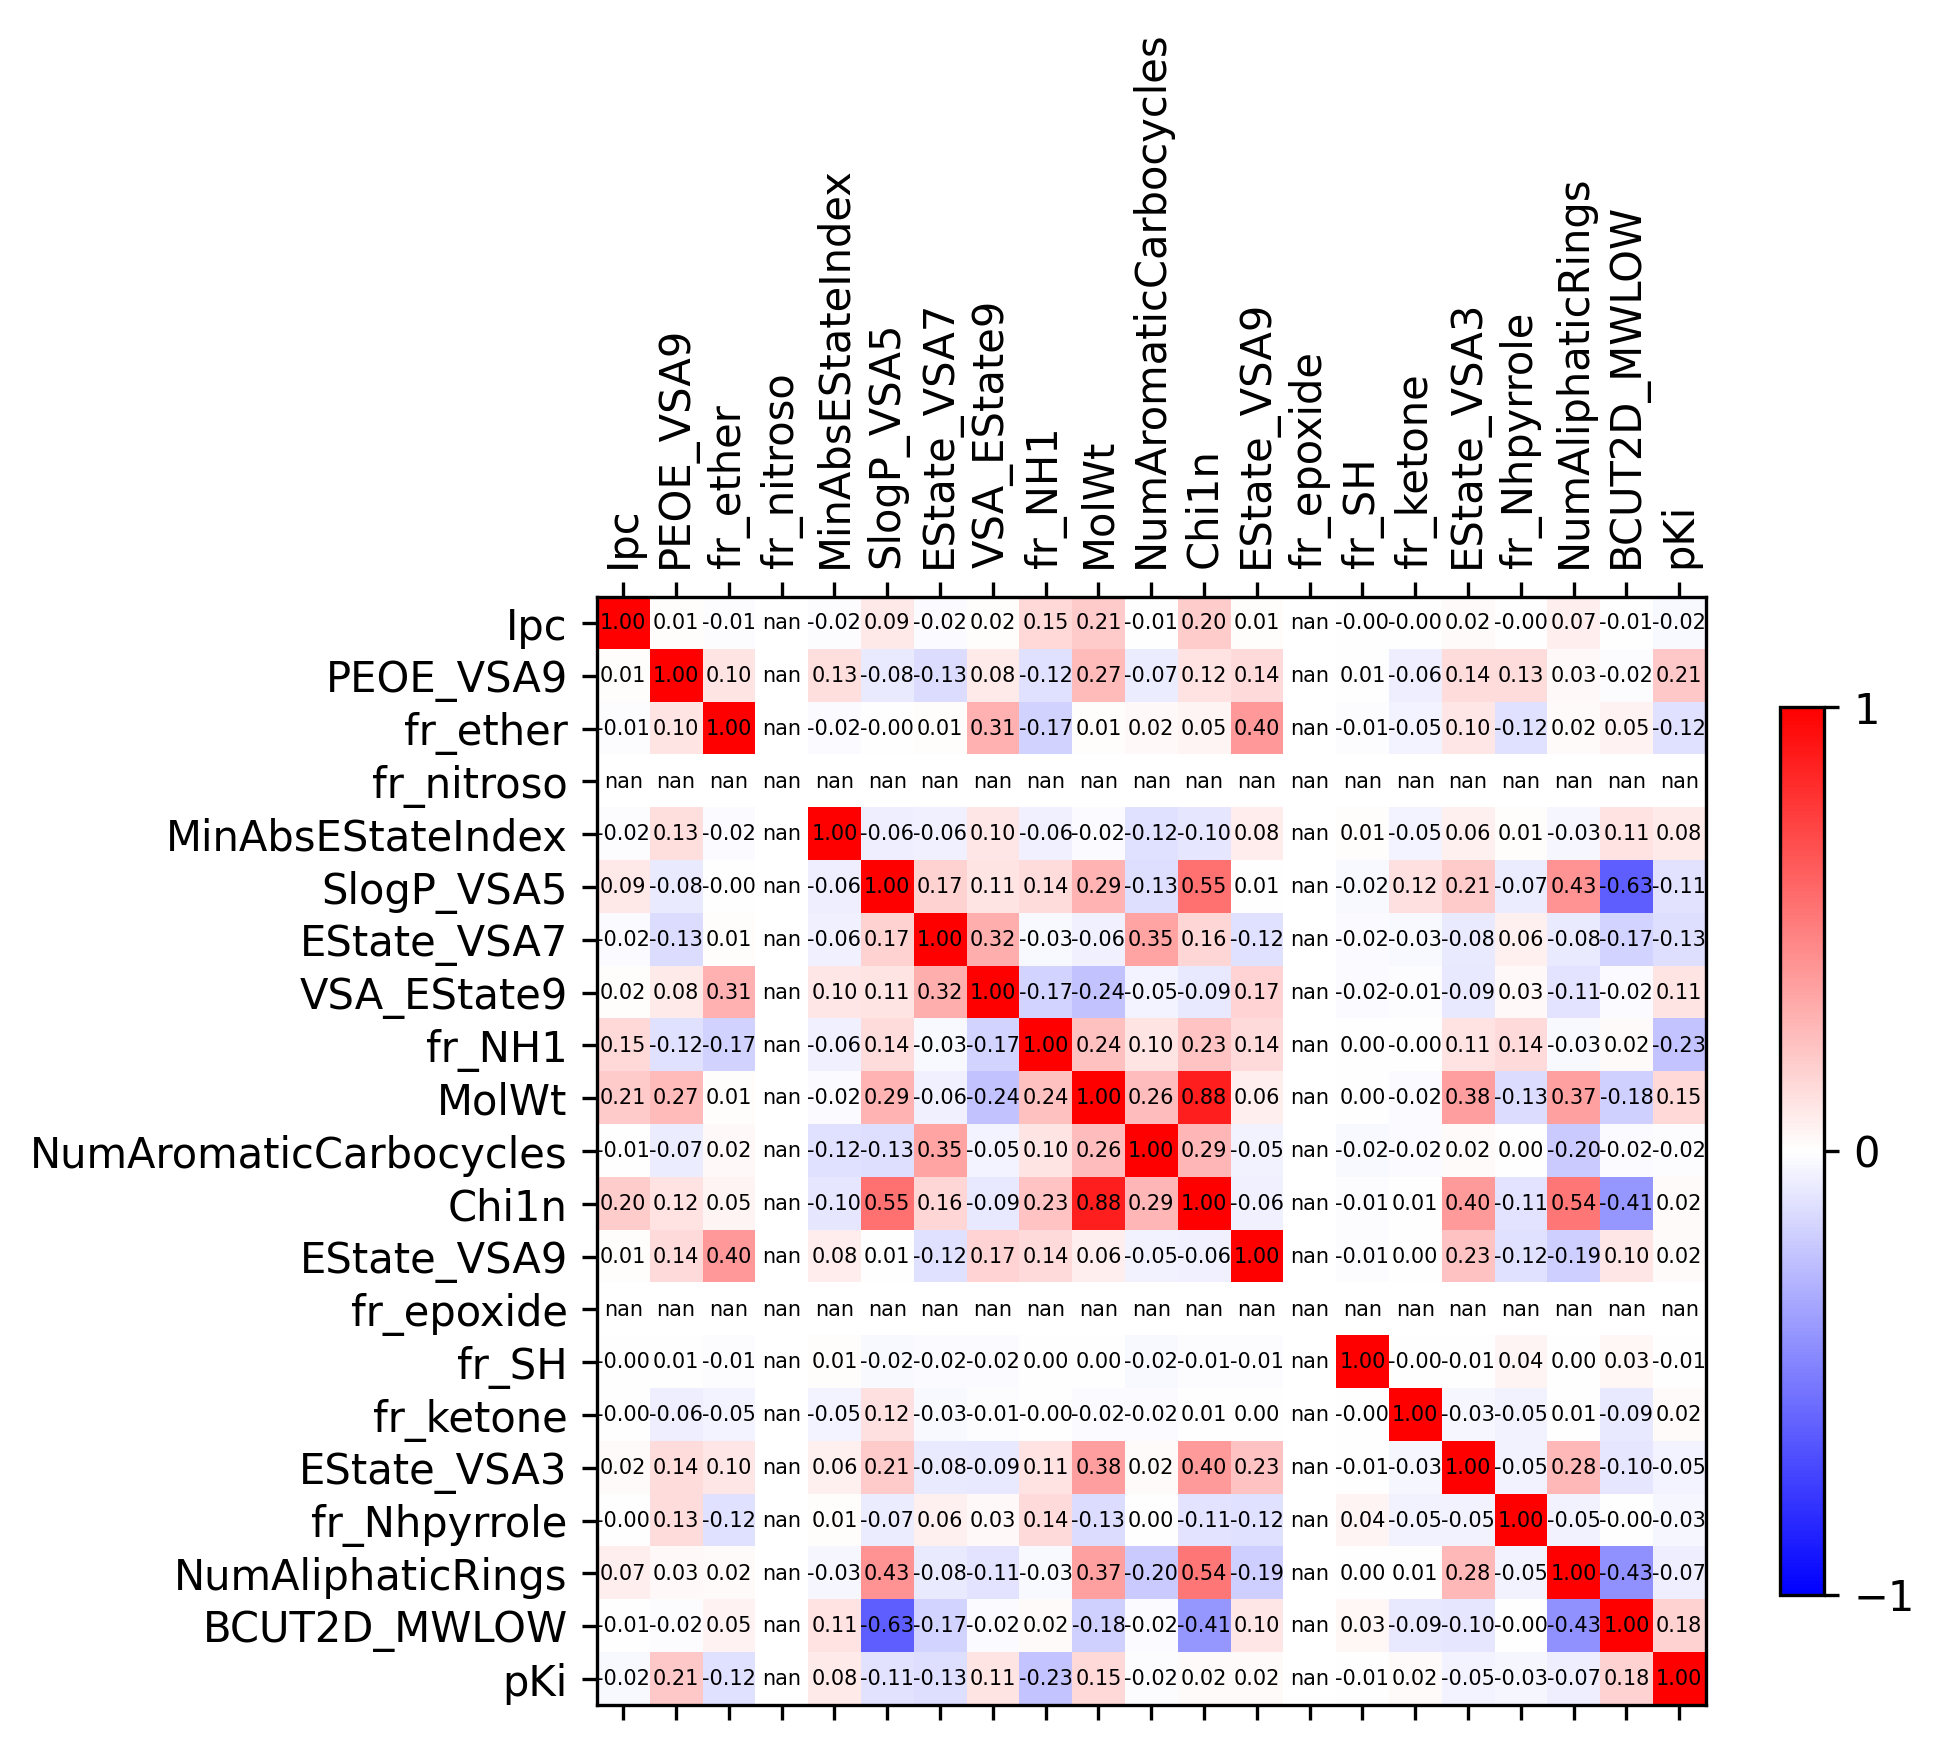 Ipc PEOE_VSA9 fr_ether fr_nitroso MinAbsEStateIndex SlogP_VSA5 EState_VSA7 VSA_EState9 fr_NH1 MolWt NumAromaticCarbocycles Chi1n EState_VSA9 fr_epoxide fr_SH fr_ketone EState_VSA3 fr_Nhpyrrole NumAliphaticRings BCUT2D_MWLOW pKi
Ipc 1.00 0.01 -0.01 nan -0.02 0.09 -0.02 0.02 0.15 0.21 -0.01 0.20 0.01 nan -0.00 -0.00 0.02 -0.00 0.07 -0.01 -0.02
PEOE_VSA9 0.01 1.00 0.10 nan 0.13 -0.08 -0.13 0.08 -0.12 0.27 -0.07 0.12 0.14 nan 0.01 -0.06 0.14 0.13 0.03 -0.02 0.21
fr_ether -0.01 0.10 1.00 nan -0.02 -0.00 0.01 0.31 -0.17 0.01 0.02 0.05 0.40 nan -0.01 -0.05 0.10 -0.12 0.02 0.05 -0.12
fr_nitroso nan nan nan nan nan nan nan nan nan nan nan nan nan nan nan nan nan nan nan nan nan
MinAbsEStateIndex -0.02 0.13 -0.02 nan 1.00 -0.06 -0.06 0.10 -0.06 -0.02 -0.12 -0.10 0.08 nan 0.01 -0.05 0.06 0.01 -0.03 0.11 0.08
SlogP_VSA5 0.09 -0.08 -0.00 nan -0.06 1.00 0.17 0.11 0.14 0.29 -0.13 0.55 0.01 nan -0.02 0.12 0.21 -0.07 0.43 -0.63 -0.11
EState_VSA7 -0.02 -0.13 0.01 nan -0.06 0.17 1.00 0.32 -0.03 -0.06 0.35 0.16 -0.12 nan -0.02 -0.03 -0.08 0.06 -0.08 -0.17 -0.13
VSA_EState9 0.02 0.08 0.31 nan 0.10 0.11 0.32 1.00 -0.17 -0.24 -0.05 -0.09 0.17 nan -0.02 -0.01 -0.09 0.03 -0.11 -0.02 0.11
fr_NH1 0.15 -0.12 -0.17 nan -0.06 0.14 -0.03 -0.17 1.00 0.24 0.10 0.23 0.14 nan 0.00 -0.00 0.11 0.14 -0.03 0.02 -0.23
MolWt 0.21 0.27 0.01 nan -0.02 0.29 -0.06 -0.24 0.24 1.00 0.26 0.88 0.06 nan 0.00 -0.02 0.38 -0.13 0.37 -0.18 0.15
NumAromaticCarbocycles -0.01 -0.07 0.02 nan -0.12 -0.13 0.35 -0.05 0.10 0.26 1.00 0.29 -0.05 nan -0.02 -0.02 0.02 0.00 -0.20 -0.02 -0.02
Chi1n 0.20 0.12 0.05 nan -0.10 0.55 0.16 -0.09 0.23 0.88 0.29 1.00 -0.06 nan -0.01 0.01 0.40 -0.11 0.54 -0.41 0.02
EState_VSA9 0.01 0.14 0.40 nan 0.08 0.01 -0.12 0.17 0.14 0.06 -0.05 -0.06 1.00 nan -0.01 0.00 0.23 -0.12 -0.19 0.10 0.02
fr_epoxide nan nan nan nan nan nan nan nan nan nan nan nan nan nan nan nan nan nan nan nan nan
fr_SH -0.00 0.01 -0.01 nan 0.01 -0.02 -0.02 -0.02 0.00 0.00 -0.02 -0.01 -0.01 nan 1.00 -0.00 -0.01 0.04 0.00 0.03 -0.01
fr_ketone -0.00 -0.06 -0.05 nan -0.05 0.12 -0.03 -0.01 -0.00 -0.02 -0.02 0.01 0.00 nan -0.00 1.00 -0.03 -0.05 0.01 -0.09 0.02
EState_VSA3 0.02 0.14 0.10 nan 0.06 0.21 -0.08 -0.09 0.11 0.38 0.02 0.40 0.23 nan -0.01 -0.03 1.00 -0.05 0.28 -0.10 -0.05
fr_Nhpyrrole -0.00 0.13 -0.12 nan 0.01 -0.07 0.06 0.03 0.14 -0.13 0.00 -0.11 -0.12 nan 0.04 -0.05 -0.05 1.00 -0.05 -0.00 -0.03
NumAliphaticRings 0.07 0.03 0.02 nan -0.03 0.43 -0.08 -0.11 -0.03 0.37 -0.20 0.54 -0.19 nan 0.00 0.01 0.28 -0.05 1.00 -0.43 -0.07
BCUT2D_MWLOW -0.01 -0.02 0.05 nan 0.11 -0.63 -0.17 -0.02 0.02 -0.18 -0.02 -0.41 0.10 nan 0.03 -0.09 -0.10 -0.00 -0.43 1.00 0.18
pKi -0.02 0.21 -0.12 nan 0.08 -0.11 -0.13 0.11 -0.23 0.15 -0.02 0.02 0.02 nan -0.01 0.02 -0.05 -0.03 -0.07 0.18 1.00
1
0
−1